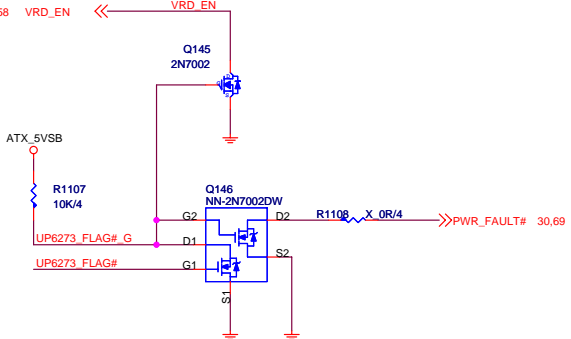 58 VRD_EN
VRD_EN
Q145
2N7002
ATX_5VSB
R1107
10K/4
Q146
NN-2N7002DW
G2
D2
R1108 X_0R/4
PWR_FAULT# 30,69
UP6273_FLAG#_G
D1
S2
UP6273_FLAG#
G1
S1